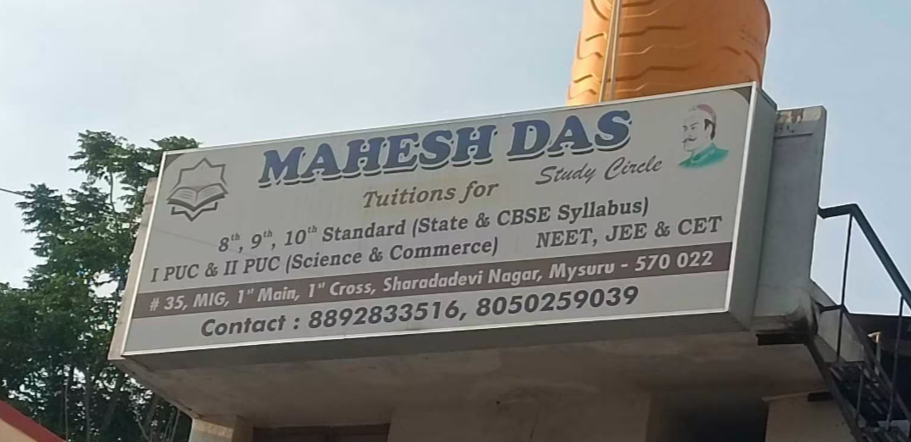 MAHESH DAS
Study Circle
Tuitions for
8th, 9th, 10th Standard (State & CBSE Syllabus)
I PUC & II PUC (Science & Commerce) NEET, JEE & CET
# 35, MIG, 1st Main, 1st Cross, Sharadadevi Nagar, Mysuru - 570 022
Contact : 8892833516, 8050259039